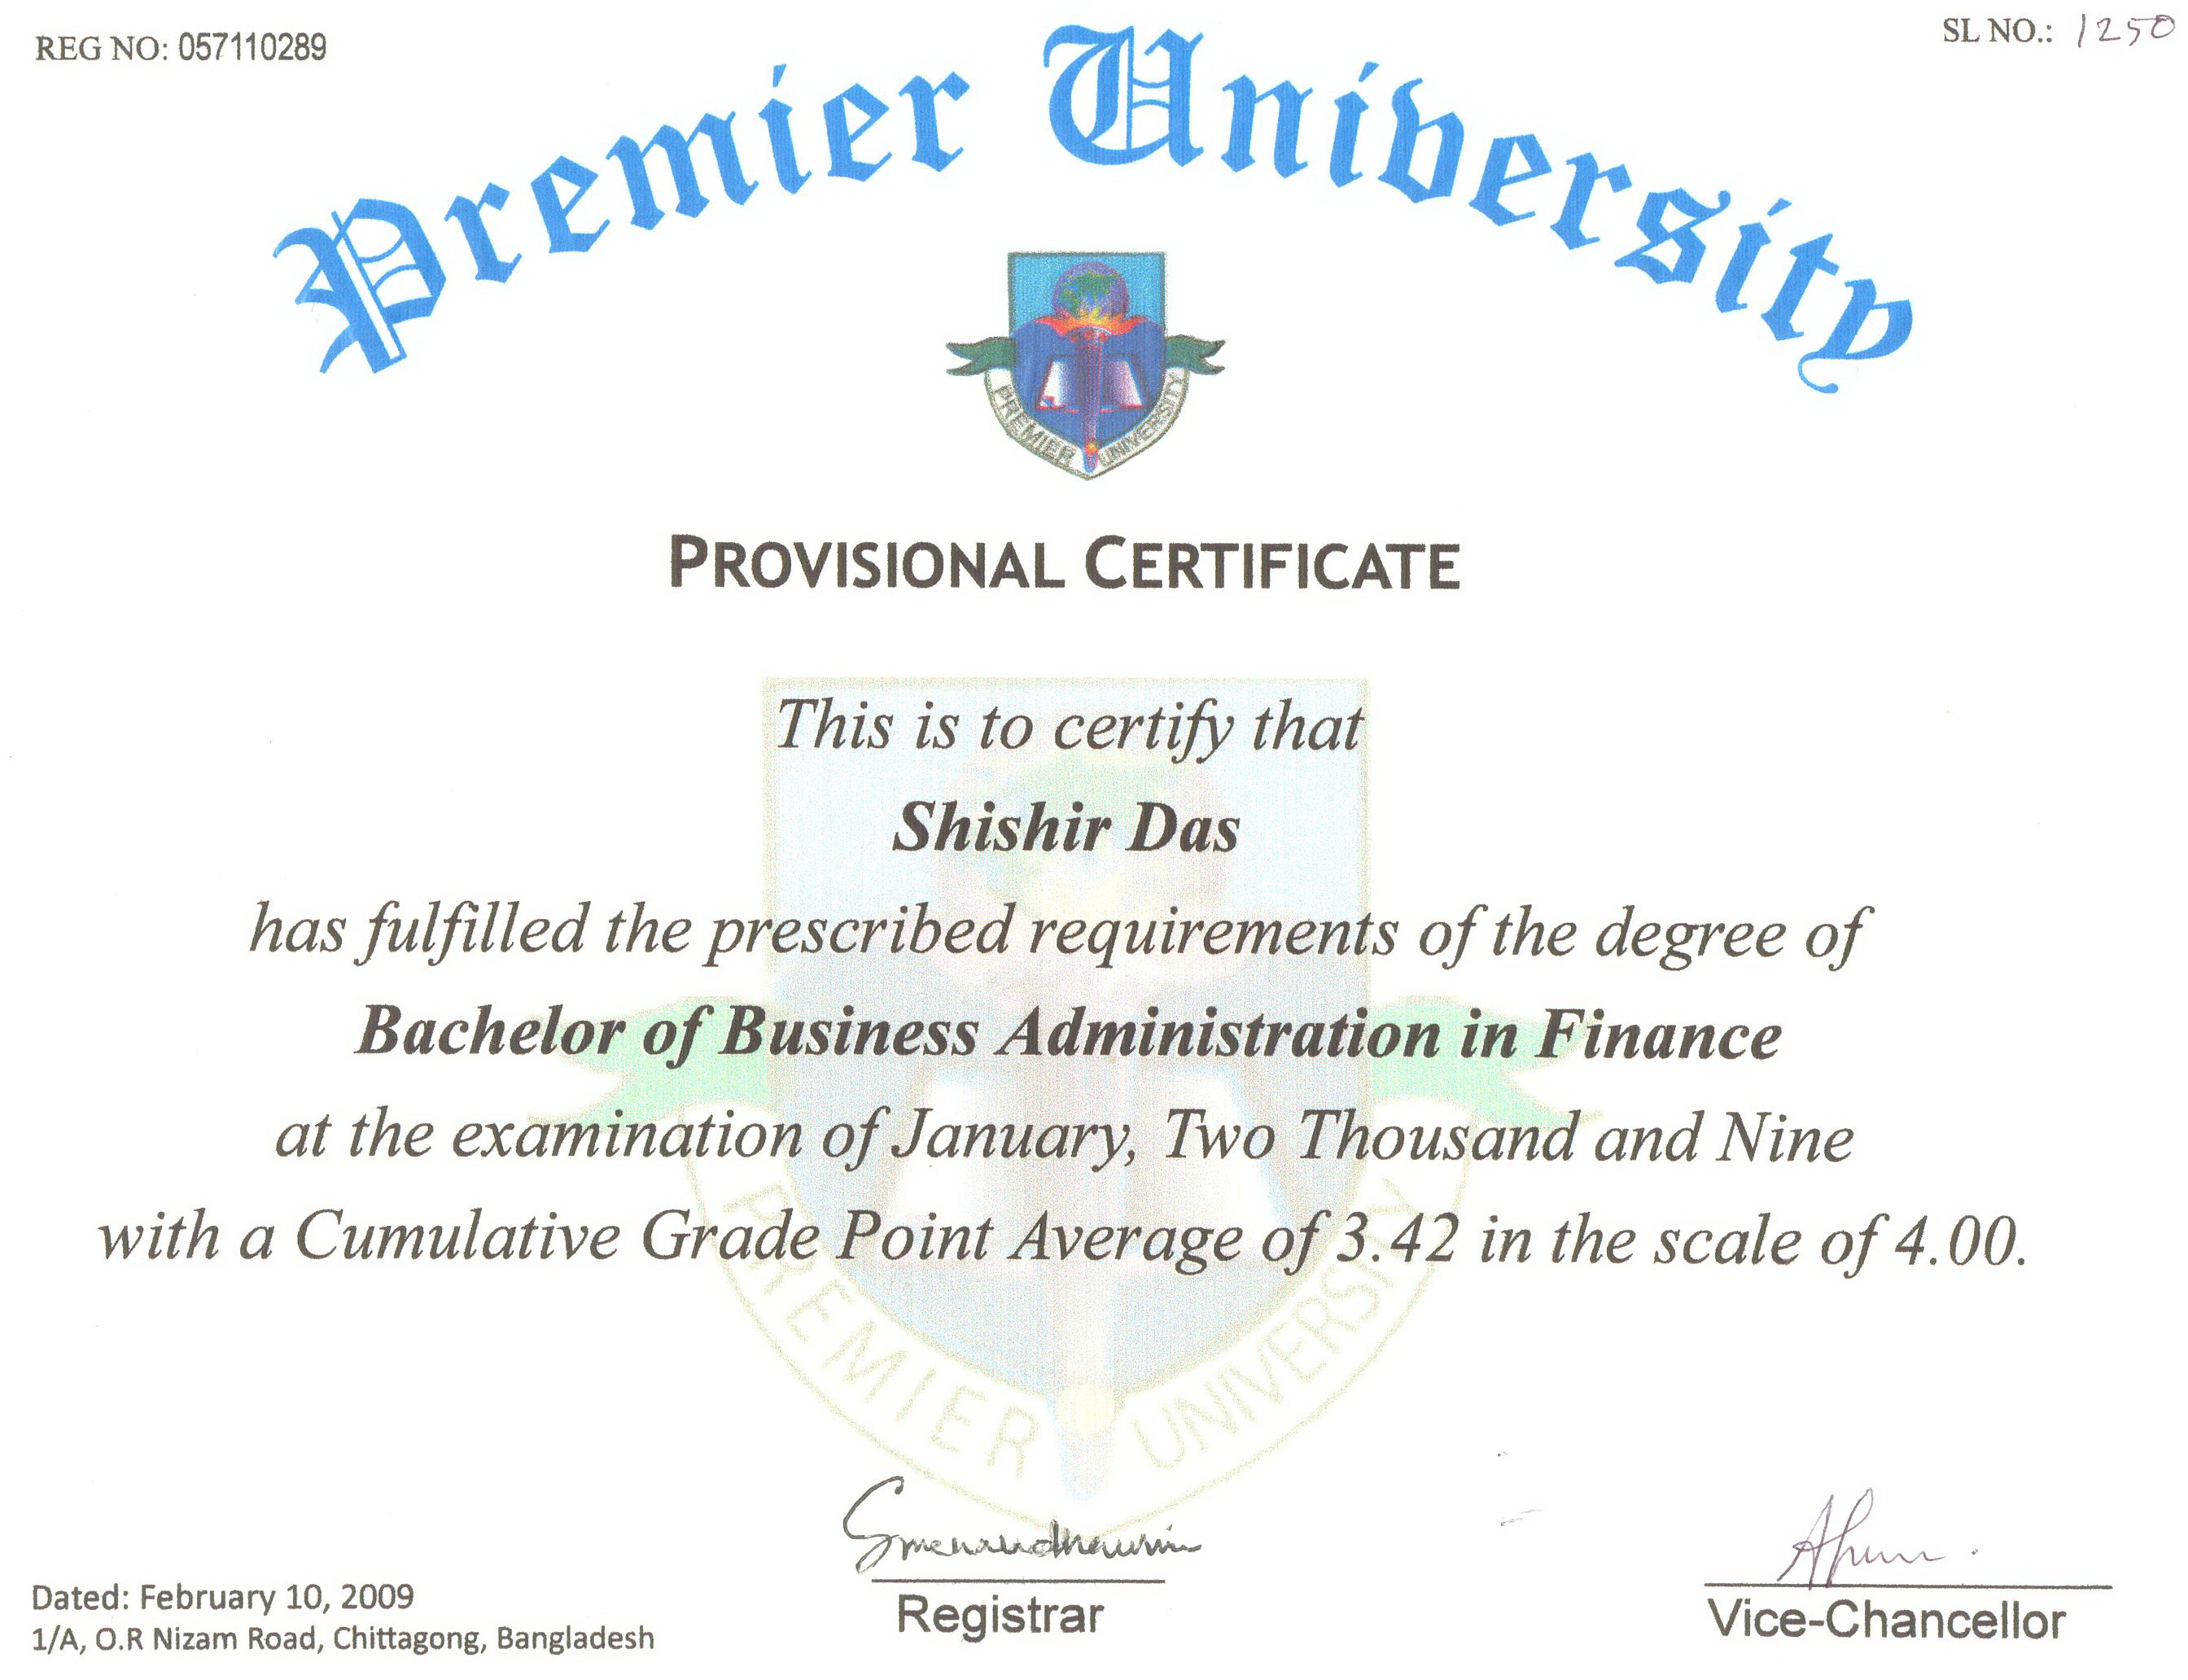 REG NO: 057110289
SL NO.: 1250
Premier University
PREMIER UNIVERSITY
PROVISIONAL CERTIFICATE
This is to certify that
Shishir Das
has fulfilled the prescribed requirements of the degree of
Bachelor of Business Administration in Finance
at the examination of January, Two Thousand and Nine
with a Cumulative Grade Point Average of 3.42 in the scale of 4.00.
PREMIER UNIVERSITY
Registrar
Vice-Chancellor
Dated: February 10, 2009
1/A, O.R Nizam Road, Chittagong, Bangladesh